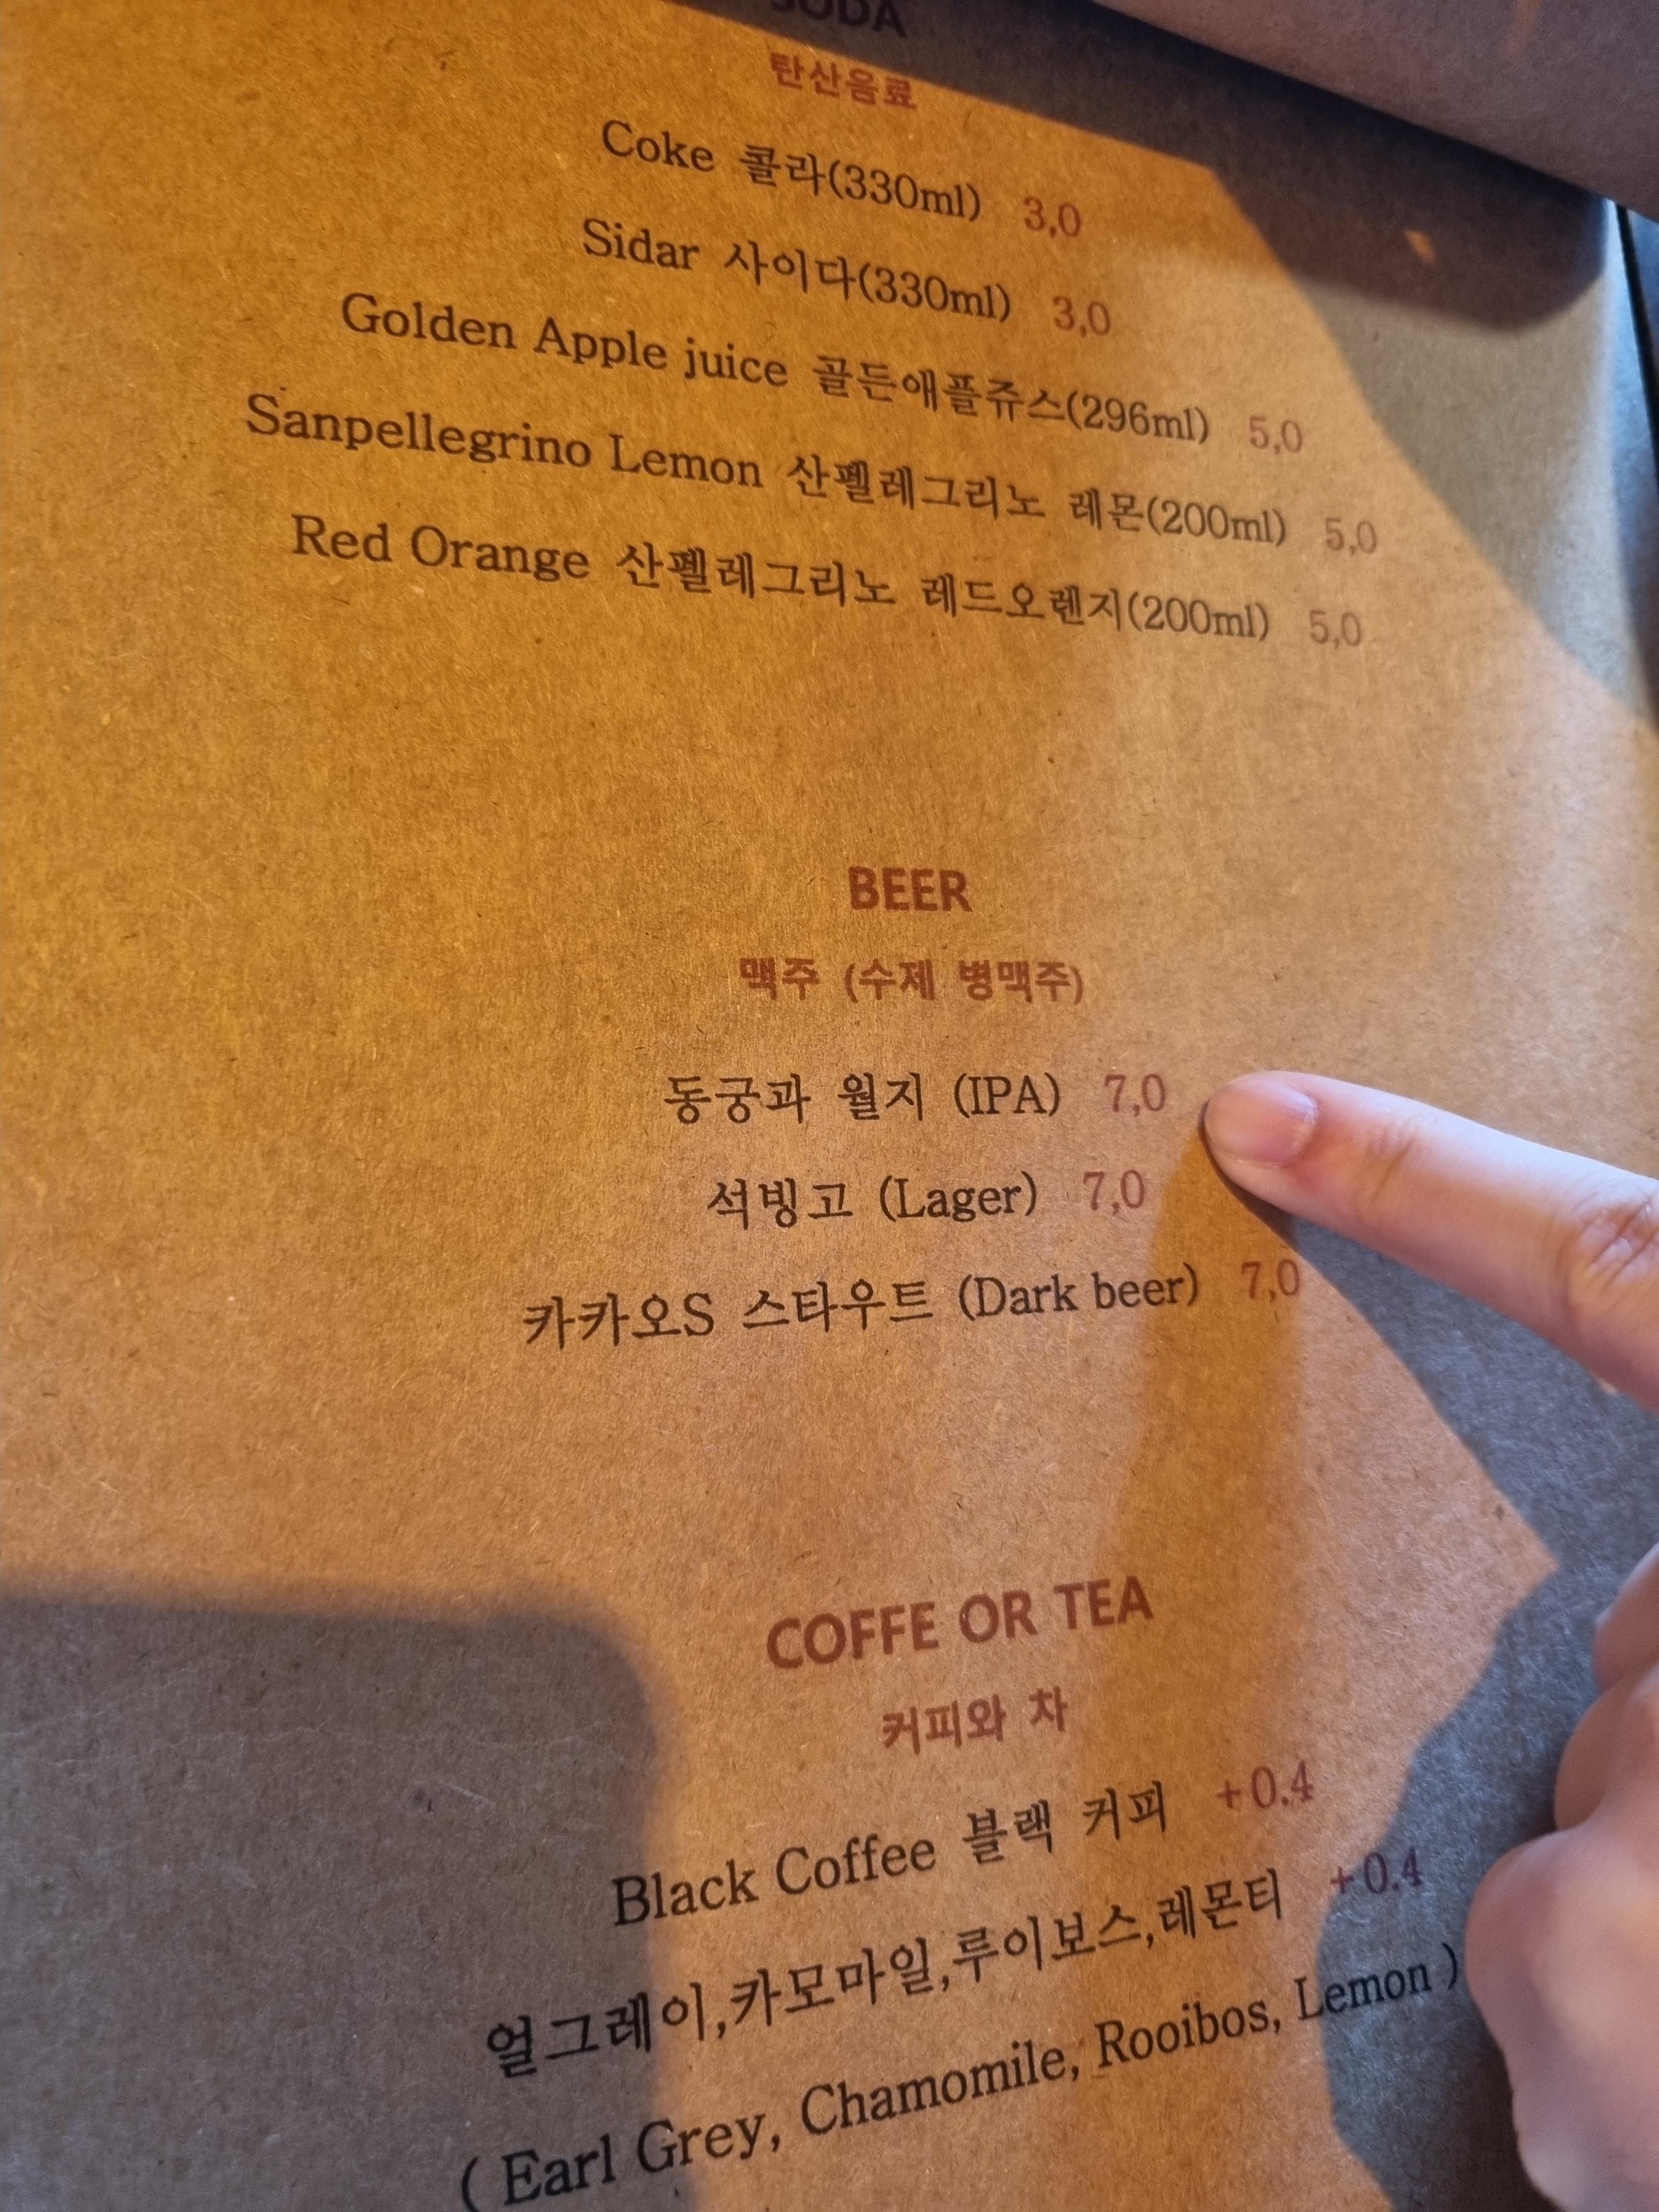 SODA
탄산음료
Coke 콜라(330ml) 3,0
Sidar 사이다(330ml) 3,0
Golden Apple juice 골든애플쥬스(296ml) 5,0
Sanpellegrino Lemon 산펠레그리노 레몬(200ml) 5,0
Red Orange 산펠레그리노 레드오렌지(200ml) 5,0
BEER
맥주 (수제 병맥주)
동궁과 월지 (IPA) 7,0
석빙고 (Lager) 7,0
카카오S 스타우트 (Dark beer) 7,0
COFFE OR TEA
커피와 차
Black Coffee 블랙 커피 +0.4
얼그레이,카모마일,루이보스,레몬티 +0.4
( Earl Grey, Chamomile, Rooibos, Lemon )